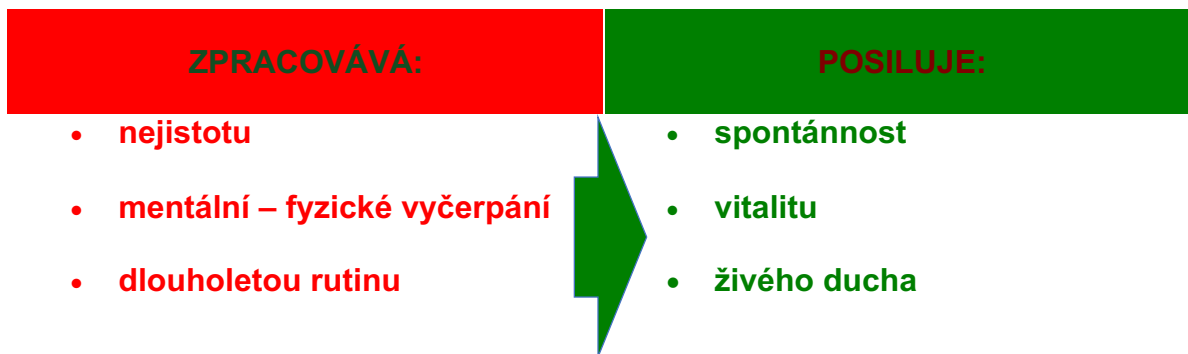 ZPRACOVÁVÁ:
POSILUJE:
• nejistotu
• mentální – fyzické vyčerpání
• dlouholetou rutinu
• spontánnost
• vitalitu
• živého ducha